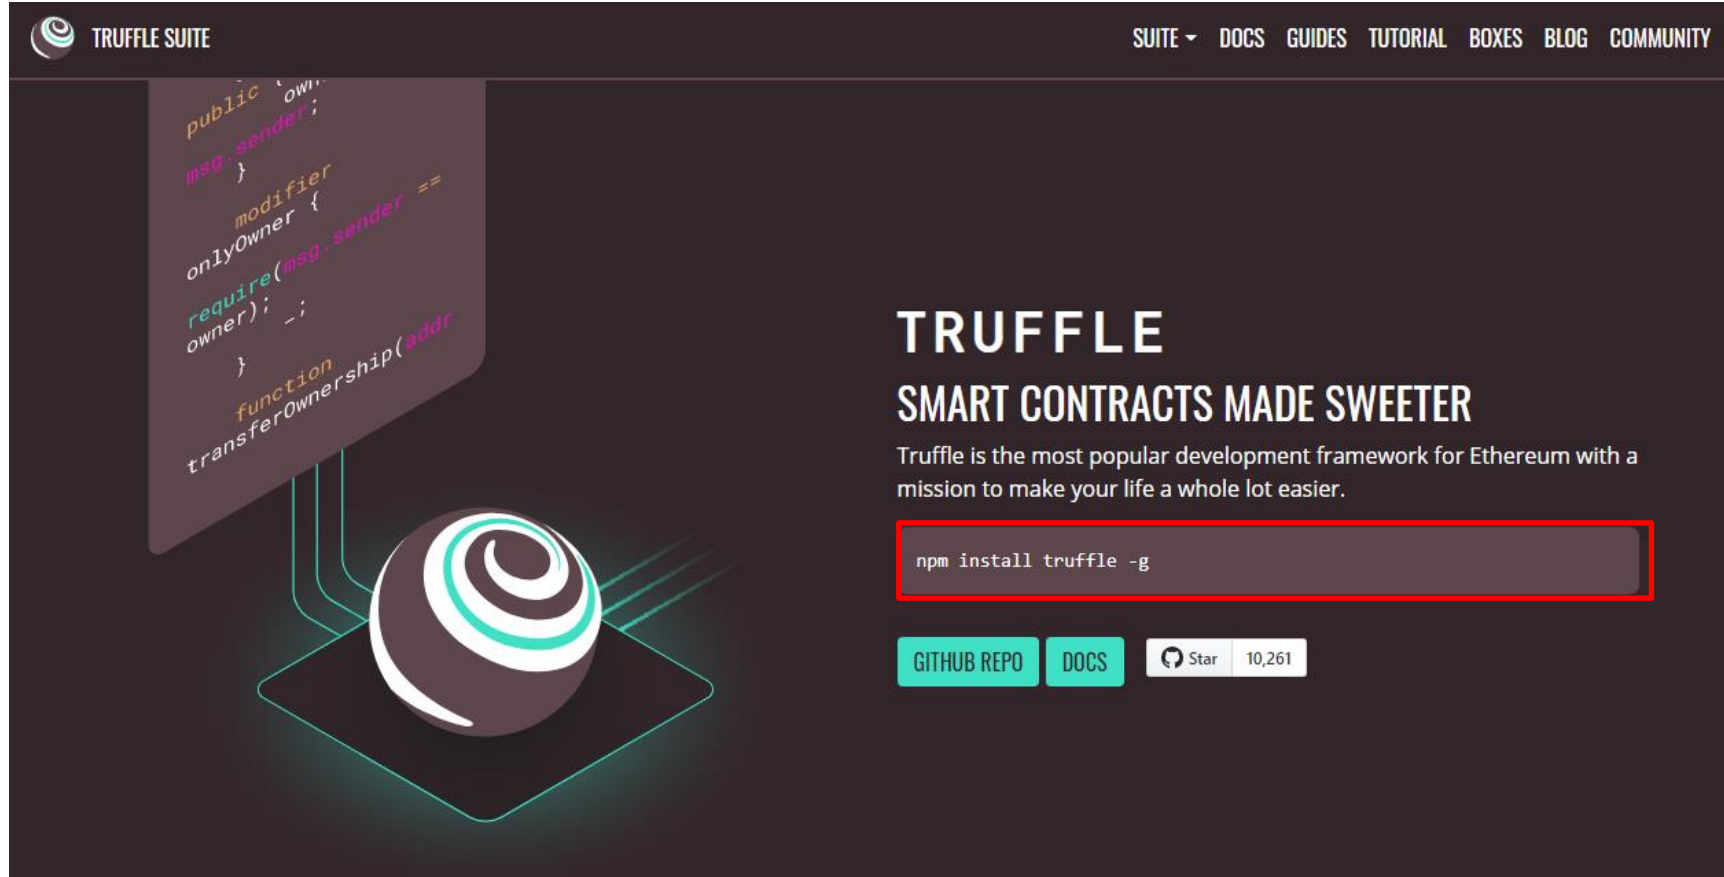 TRUFFLE SUITE
SUITE DOCS GUIDES TUTORIAL BOXES BLOG COMMUNITY
public {
msg.sender;
}
modifier
onlyOwner {
require(msg.sender ==
owner); _;
}
function
transferOwnership(addr
TRUFFLE
SMART CONTRACTS MADE SWEETER
Truffle is the most popular development framework for Ethereum with a
mission to make your life a whole lot easier.
npm install truffle -g
GITHUB REPO DOCS Star 10,261